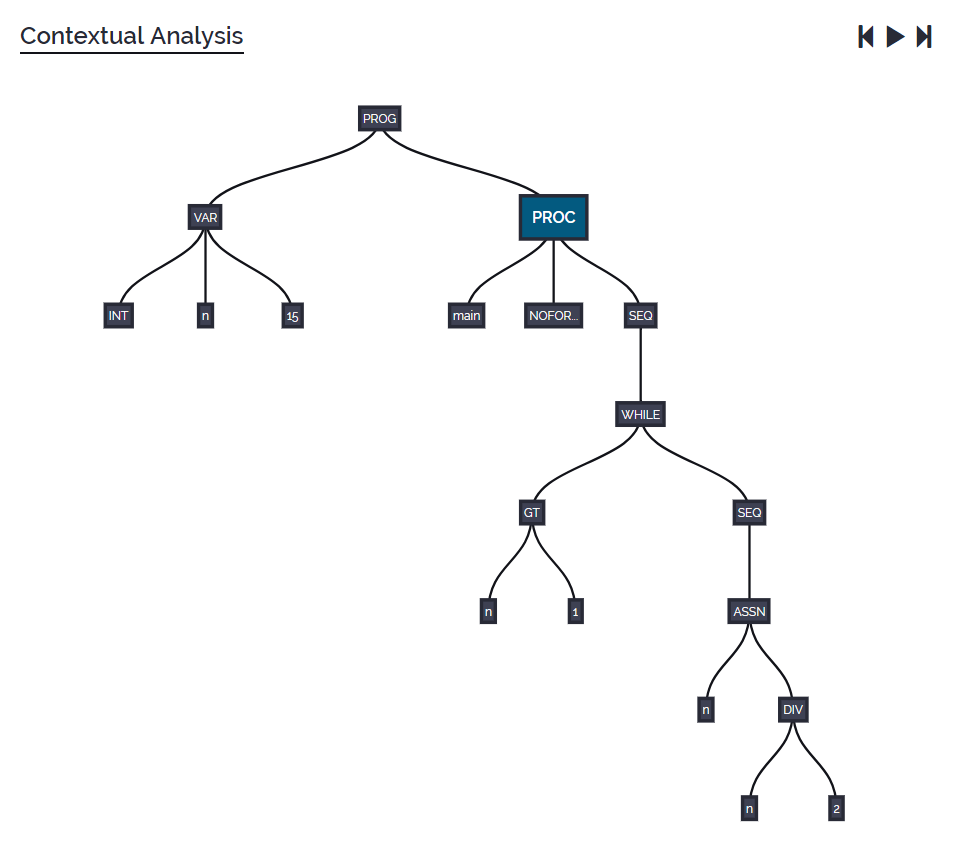 Contextual Analysis
PROG
VAR
PROC
INT
n
15
main
NOFOR...
SEQ
WHILE
GT
SEQ
n
1
ASSN
n
DIV
n
2